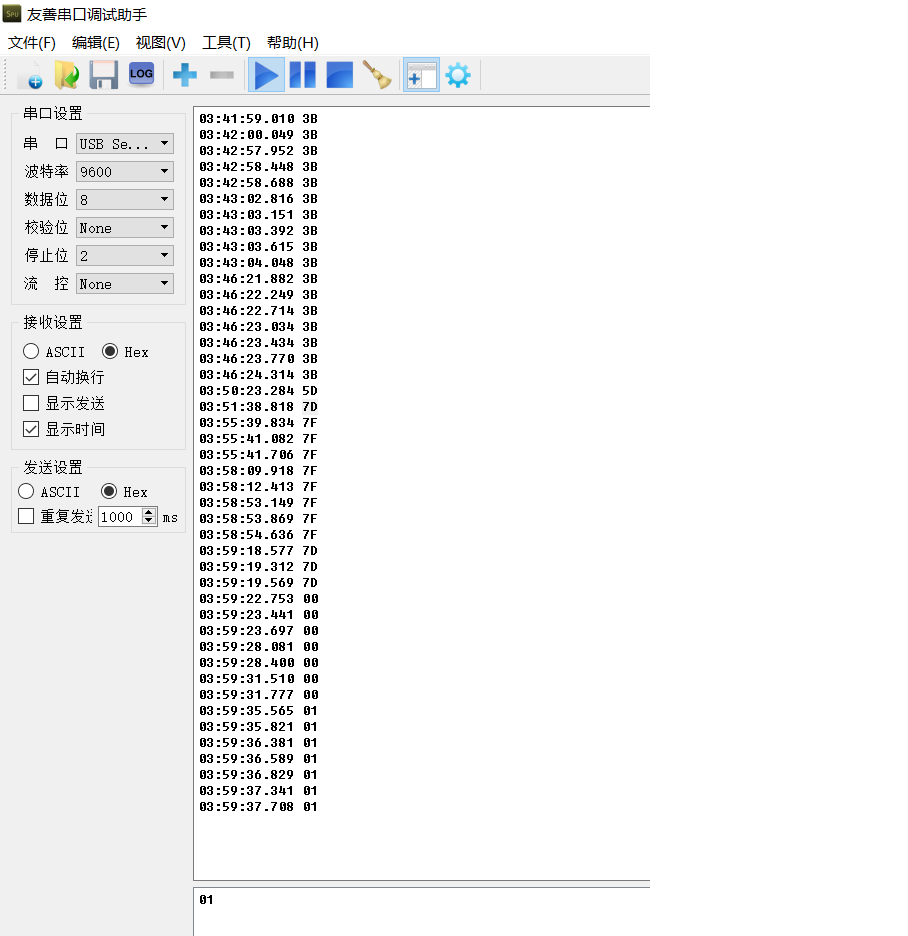 友善串口调试助手
文件(F) 编辑(E) 视图(V) 工具(T) 帮助(H)
LOG
串口设置
串 口 USB Se...
波特率 9600
数据位 8
校验位 None
停止位 2
流 控 None
接收设置
ASCII Hex
自动换行
显示发送
显示时间
发送设置
ASCII Hex
重复发送 1000 ms
03:41:59.010 3B
03:42:00.049 3B
03:42:57.952 3B
03:42:58.448 3B
03:42:58.688 3B
03:43:02.816 3B
03:43:03.151 3B
03:43:03.392 3B
03:43:03.615 3B
03:43:04.048 3B
03:46:21.882 3B
03:46:22.249 3B
03:46:22.714 3B
03:46:23.034 3B
03:46:23.434 3B
03:46:23.770 3B
03:46:24.314 3B
03:50:23.284 5D
03:51:38.818 7D
03:55:39.834 7F
03:55:41.082 7F
03:55:41.706 7F
03:58:09.918 7F
03:58:12.413 7F
03:58:53.149 7F
03:58:53.869 7F
03:58:54.636 7F
03:59:18.577 7D
03:59:19.312 7D
03:59:19.569 7D
03:59:22.753 00
03:59:23.441 00
03:59:23.697 00
03:59:28.081 00
03:59:28.400 00
03:59:31.510 00
03:59:31.777 00
03:59:35.565 01
03:59:35.821 01
03:59:36.381 01
03:59:36.589 01
03:59:36.829 01
03:59:37.341 01
03:59:37.708 01
01